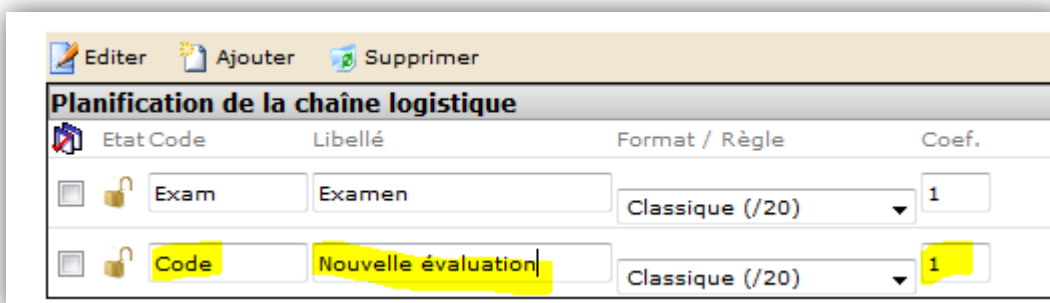 Editer Ajouter Supprimer
Planification de la chaîne logistique
Etat Code Libellé Format / Règle Coef.
Exam Examen Classique (/20) 1
Code Nouvelle évaluation Classique (/20) 1